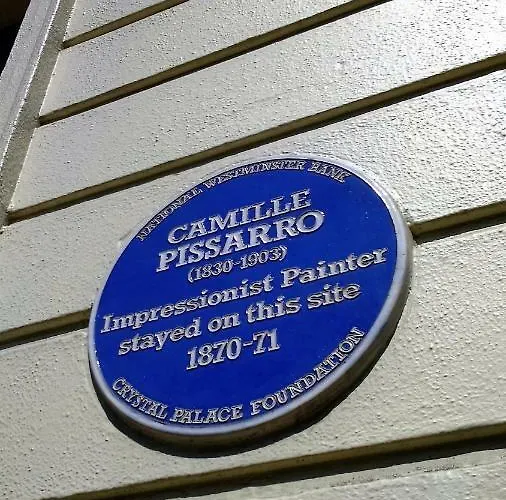 NATIONAL WESTMINSTER BANK
CAMILLE
PISSARRO
(1830-1903)
Impressionist Painter
stayed on this site
1870-71
CRYSTAL PALACE FOUNDATION